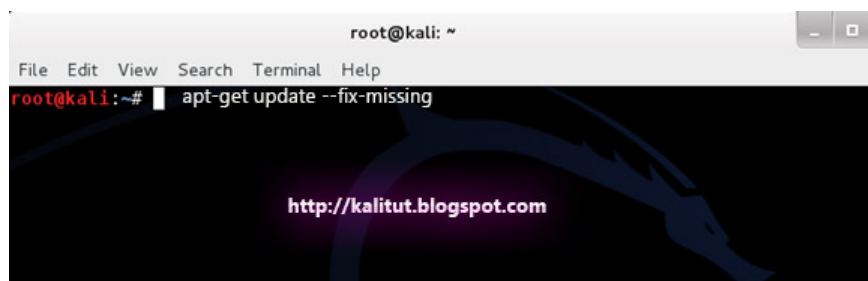 root@kali: ~
File Edit View Search Terminal Help
root@kali:~# apt-get update --fix-missing
http://kalitut.blogspot.com